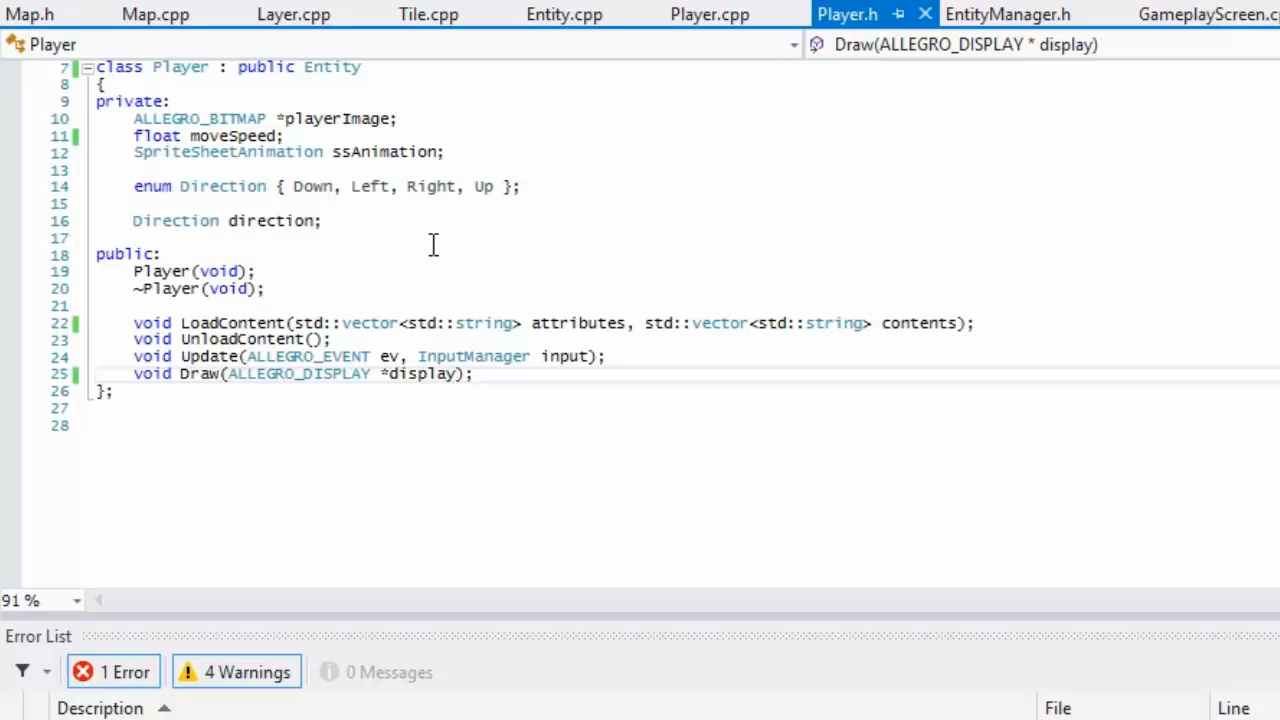 Map.h Map.cpp Layer.cpp Tile.cpp Entity.cpp Player.cpp Player.h EntityManager.h GameplayScreen.c
Player Draw(ALLEGRO_DISPLAY * display)
7 class Player : public Entity
8 {
9 private:
10 ALLEGRO_BITMAP *playerImage;
11 float moveSpeed;
12 SpriteSheetAnimation ssAnimation;
13
14 enum Direction { Down, Left, Right, Up };
15
16 Direction direction;
17
18 public:
19 Player(void);
20 ~Player(void);
21
22 void LoadContent(std::vector<std::string> attributes, std::vector<std::string> contents);
23 void UnloadContent();
24 void Update(ALLEGRO_EVENT ev, InputManager input);
25 void Draw(ALLEGRO_DISPLAY *display);
26 };
27
28
91 %
Error List
1 Error 4 Warnings 0 Messages
Description File Line